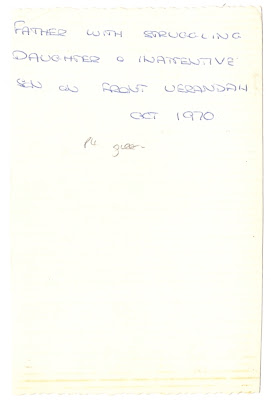 FATHER WITH STRUGGLING
DAUGHTER & INATTENTIVE
SON ON FRONT VERANDAH
OCT 1970